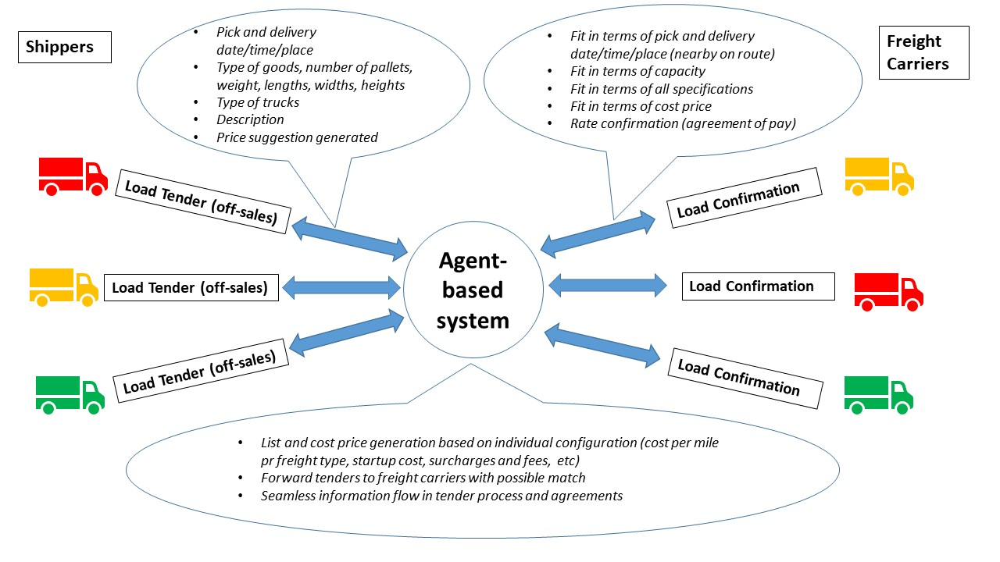 Shippers
• Pick and delivery
date/time/place
• Type of goods, number of pallets,
weight, lengths, widths, heights
• Type of trucks
• Description
• Price suggestion generated
• Fit in terms of pick and delivery
date/time/place (nearby on route)
• Fit in terms of capacity
• Fit in terms of all specifications
• Fit in terms of cost price
• Rate confirmation (agreement of pay)
Freight
Carriers
Load Tender (off-sales)
Load Tender (off-sales)
Load Tender (off-sales)
Agent-
based
system
Load Confirmation
Load Confirmation
Load Confirmation
• List and cost price generation based on individual configuration (cost per mile
pr freight type, startup cost, surcharges and fees, etc)
• Forward tenders to freight carriers with possible match
• Seamless information flow in tender process and agreements